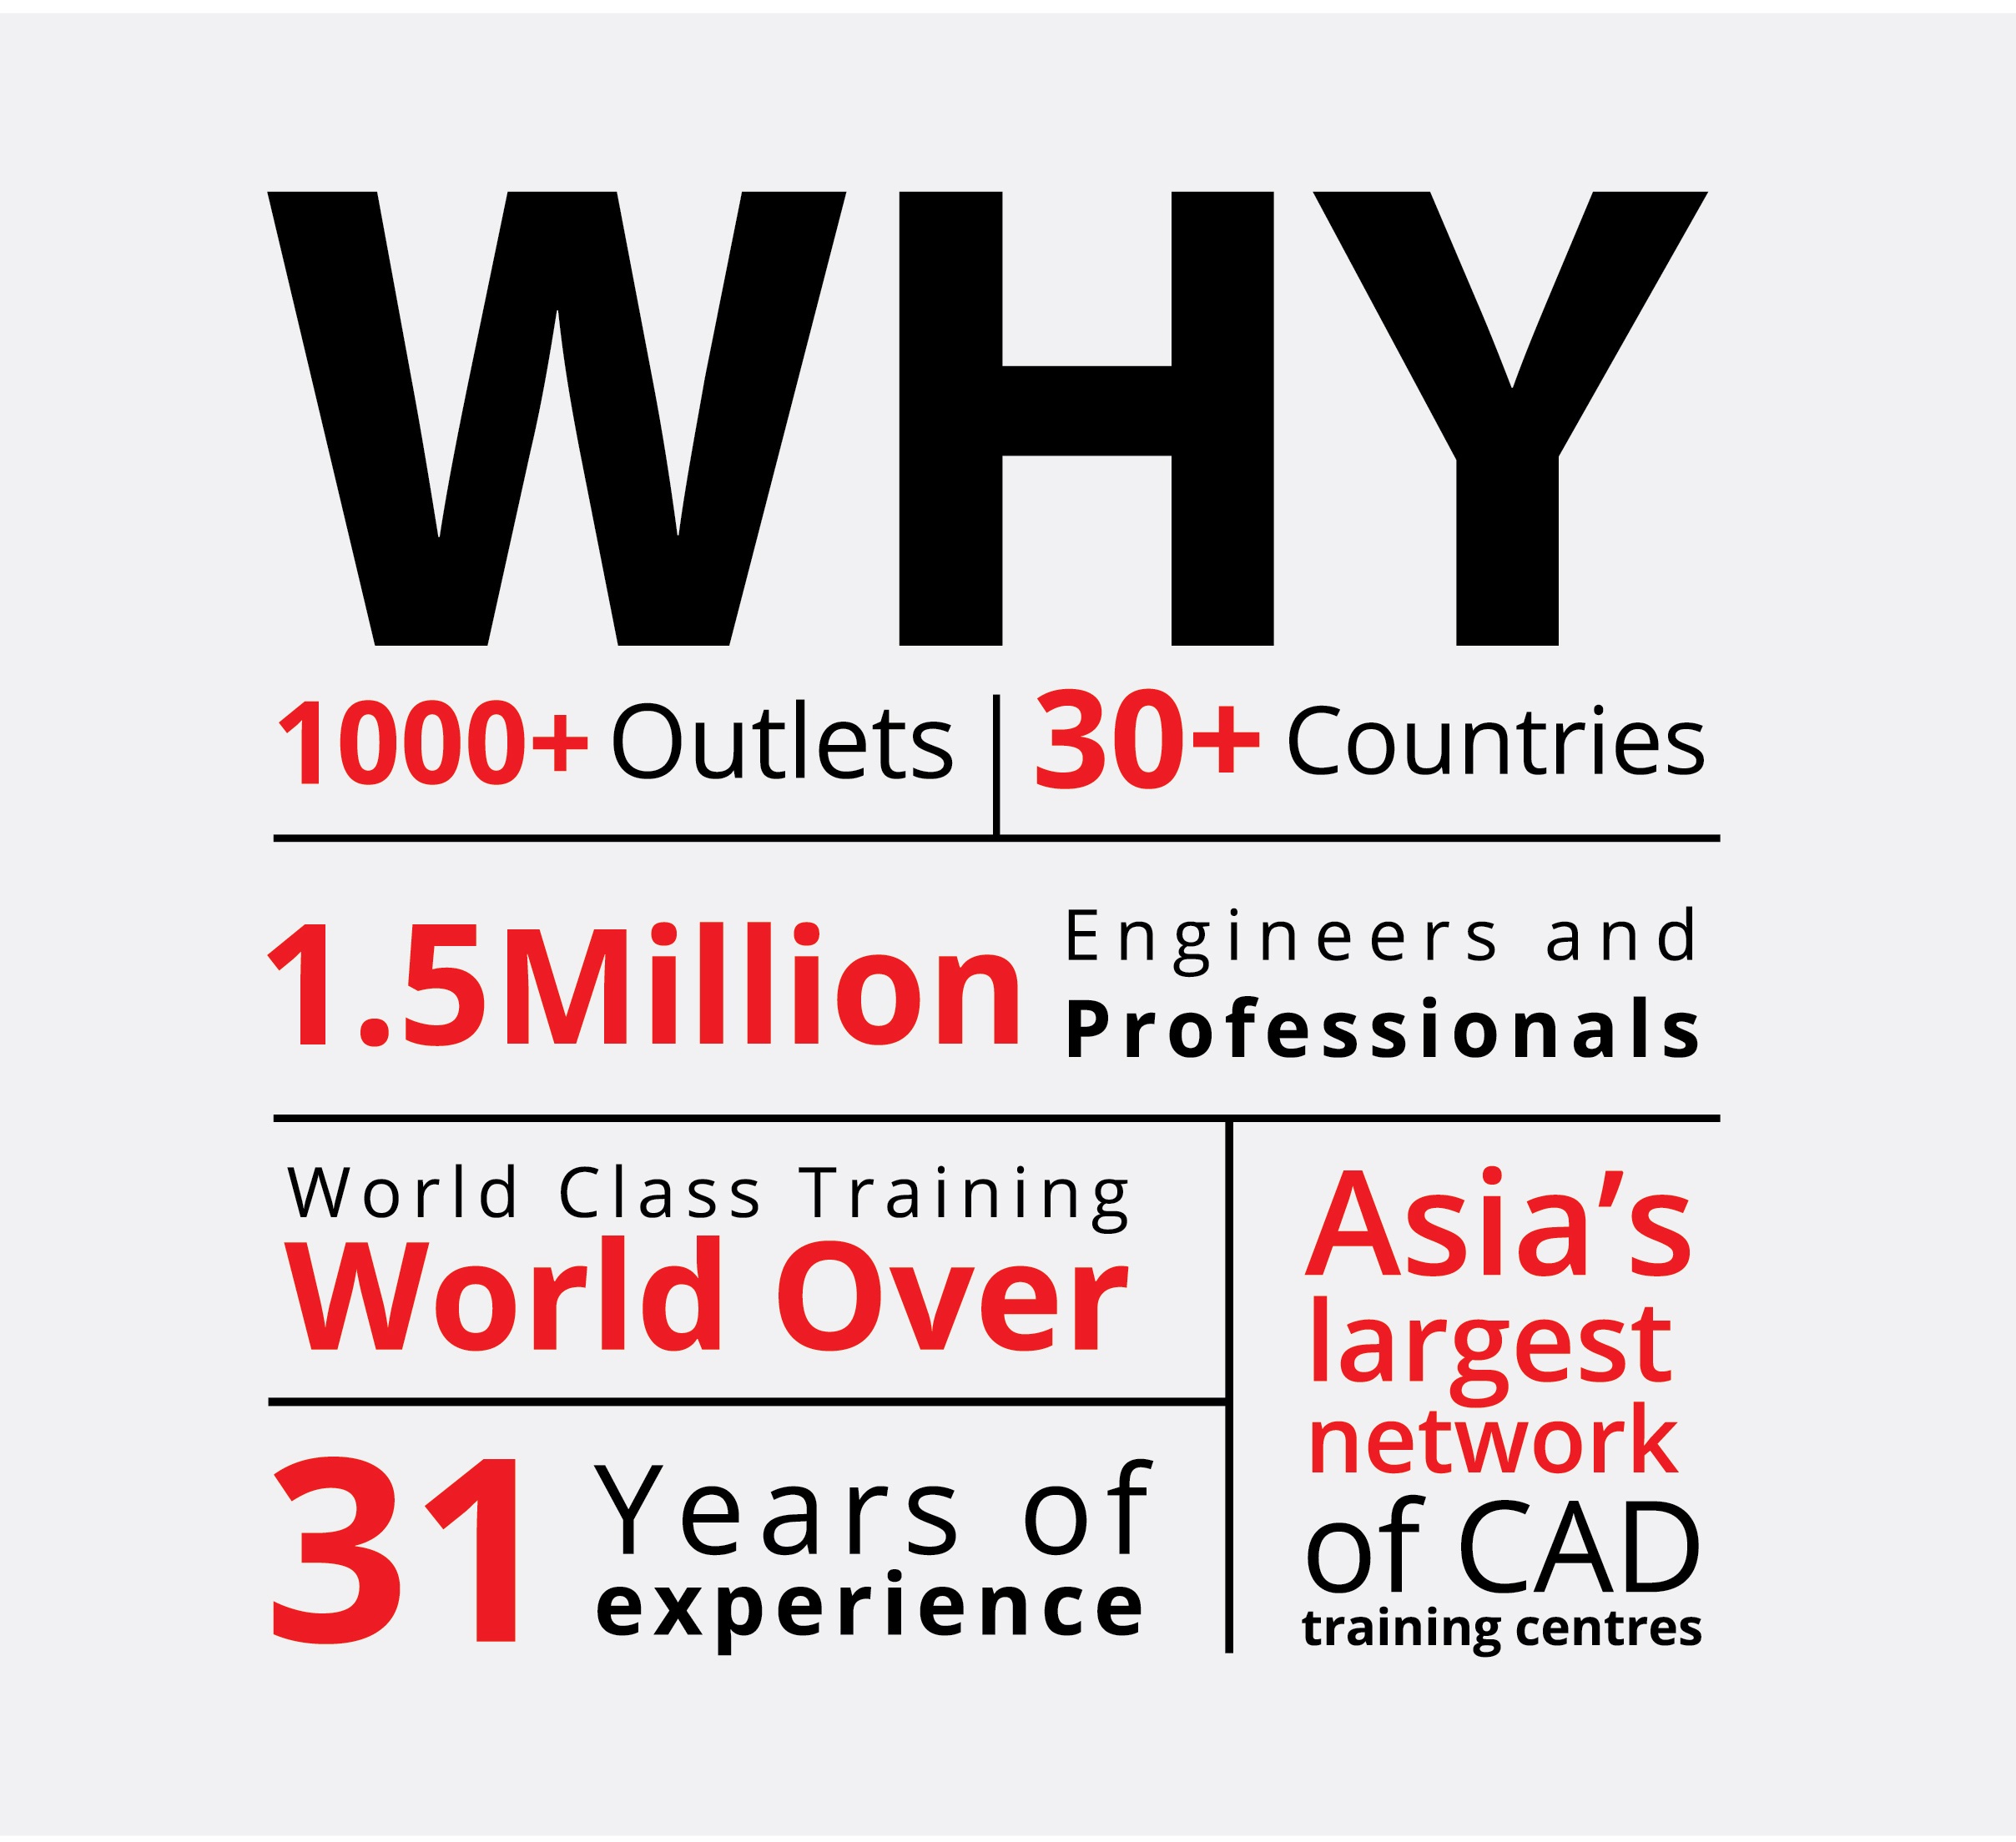 WHY
1000+ Outlets
30+ Countries
1.5Million
Engineers and
Professionals
World Class Training
World Over
31
Years of
experience
Asia's
largest
network
of CAD
training centres